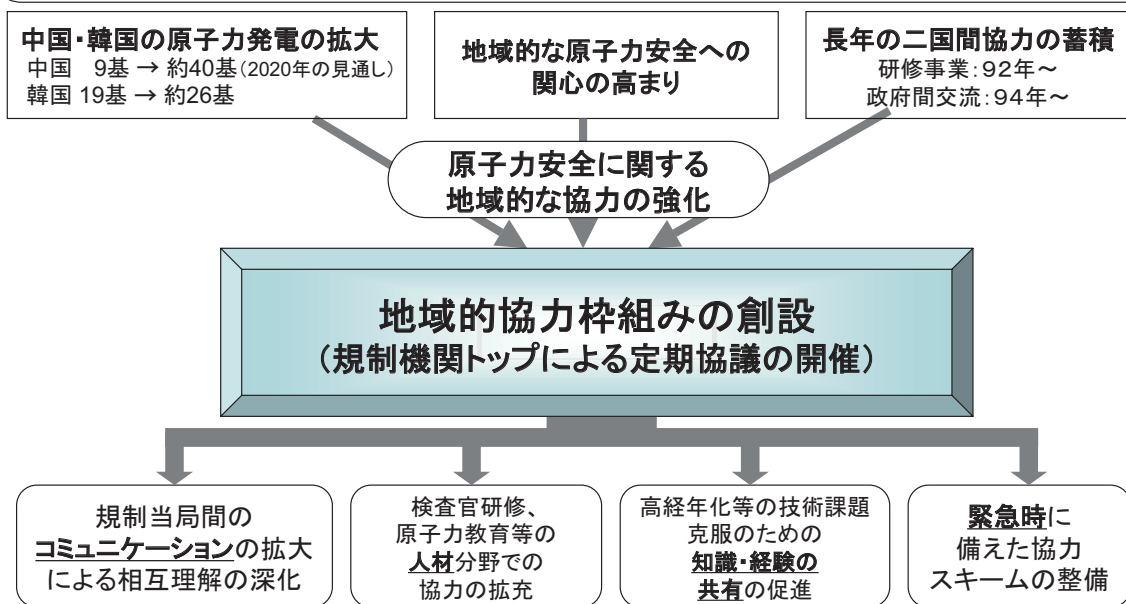 中国・韓国の原子力発電の拡大
中国 9基 → 約40基(2020年の見通し)
韓国 19基 → 約26基
地域的な原子力安全への
関心の高まり
長年の二国間協力の蓄積
研修事業:92年~
政府間交流:94年~
原子力安全に関する
地域的な協力の強化
地域的協力枠組みの創設
(規制機関トップによる定期協議の開催)
規制当局間の
コミュニケーションの拡大
による相互理解の深化
検査官研修、
原子力教育等の
人材分野での
協力の拡充
高経年化等の技術課題
克服のための
知識・経験の
共有の促進
緊急時に
備えた協力
スキームの整備